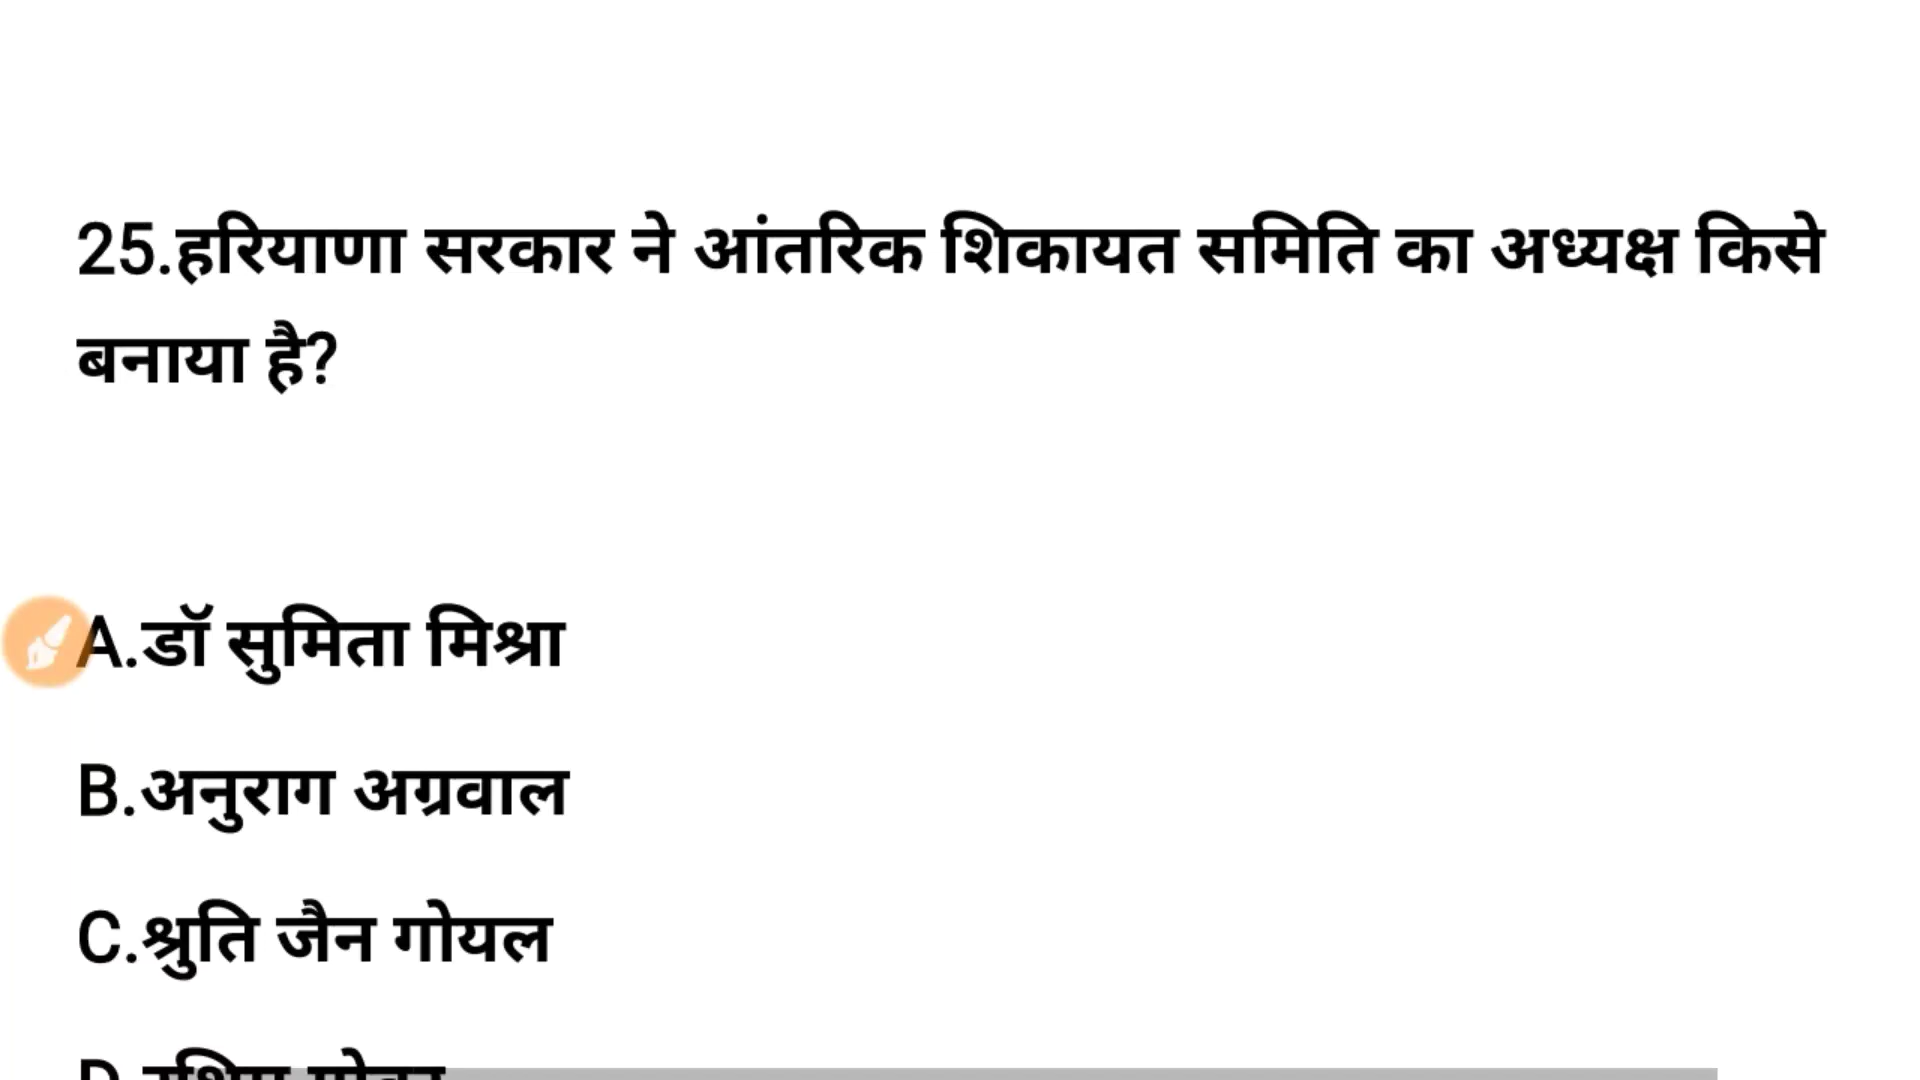 25.हरियाणा सरकार ने आंतरिक शिकायत समिति का अध्यक्ष किसे
बनाया है?
A.डॉ सुमिता मिश्रा
B.अनुराग अग्रवाल
C.श्रुति जैन गोयल
D.